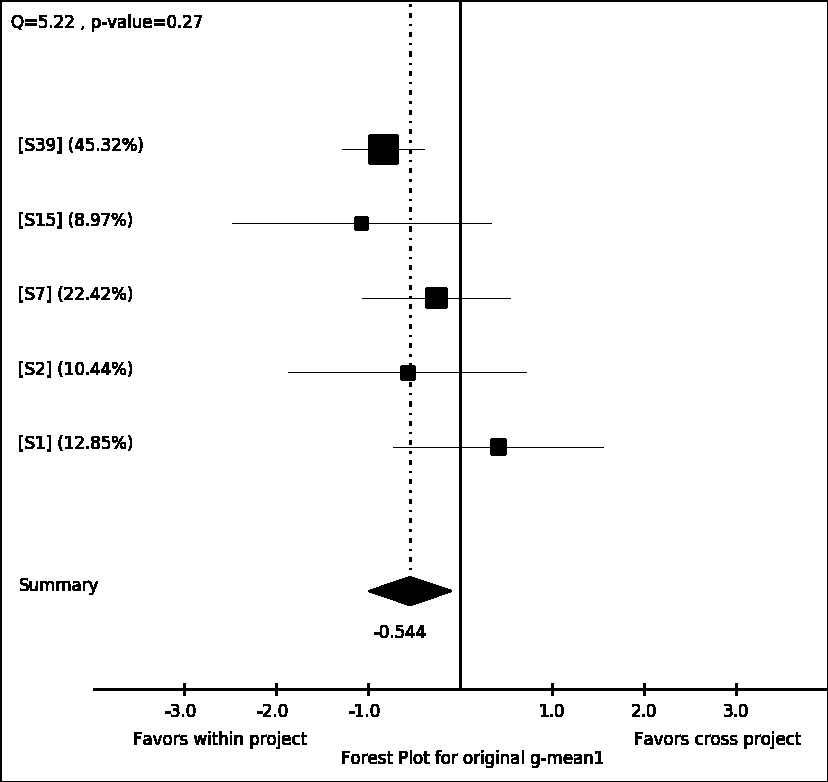 Q=5.22 , p-value=0.27
[S39] (45.32%)
[S15] (8.97%)
[S7] (22.42%)
[S2] (10.44%)
[S1] (12.85%)
Summary
-0.544
-3.0 -2.0 -1.0 1.0 2.0 3.0
Favors within project Favors cross project
Forest Plot for original g-mean1